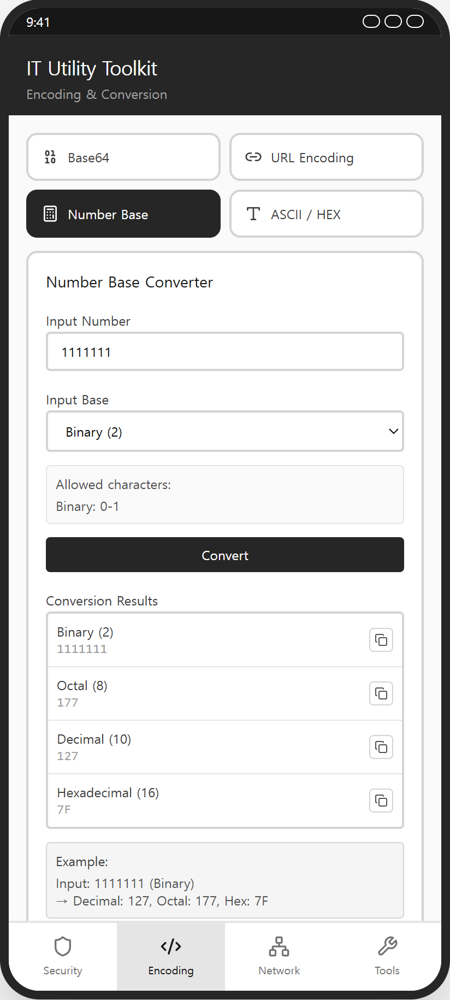 9:41
IT Utility Toolkit
Encoding & Conversion
Base64
URL Encoding
Number Base
ASCII / HEX
Number Base Converter
Input Number
1111111
Input Base
Binary (2)
Allowed characters:
Binary: 0-1
Convert
Conversion Results
Binary (2)
1111111
Octal (8)
177
Decimal (10)
127
Hexadecimal (16)
7F
Example:
Input: 1111111 (Binary)
→ Decimal: 127, Octal: 177, Hex: 7F
Security
Encoding
Network
Tools